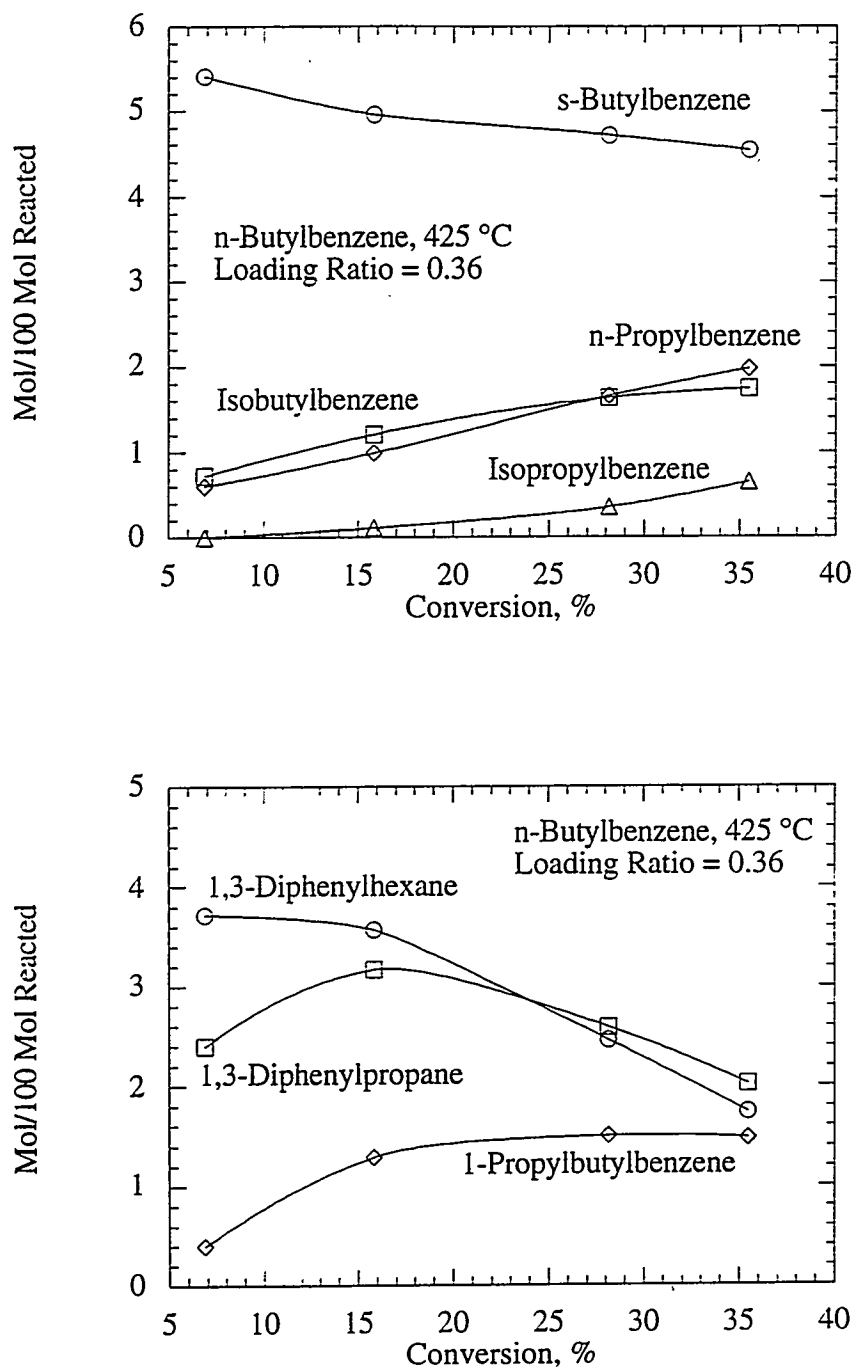 6
5
4
3
2
1
0
Mol/100 Mol Reacted
s-Butylbenzene
n-Butylbenzene, 425 °C
Loading Ratio = 0.36
n-Propylbenzene
Isobutylbenzene
Isopropylbenzene
5 10 15 20 25 30 35 40
Conversion, %
5
4
3
2
1
0
Mol/100 Mol Reacted
n-Butylbenzene, 425 °C
Loading Ratio = 0.36
1,3-Diphenylhexane
1,3-Diphenylpropane
1-Propylbutylbenzene
5 10 15 20 25 30 35 40
Conversion, %